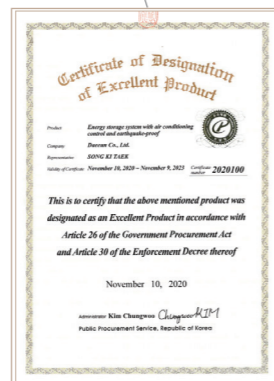 Certificate of Designation
of Excellent Product
Product Energy storage system with air conditioning
control and earthquake-proof
Company Daeeun Co., Ltd.
Representative SONG KI TAEK
Validity of Certificate November 10, 2020 ~ November 9, 2023 Certificate number 2020100
This is to certify that the above mentioned product was
designated as an Excellent Product in accordance with
Article 26 of the Government Procurement Act
and Article 30 of the Enforcement Decree thereof
November 10, 2020
Administrator Kim Chungwoo Chungwoo KIM
Public Procurement Service, Republic of Korea